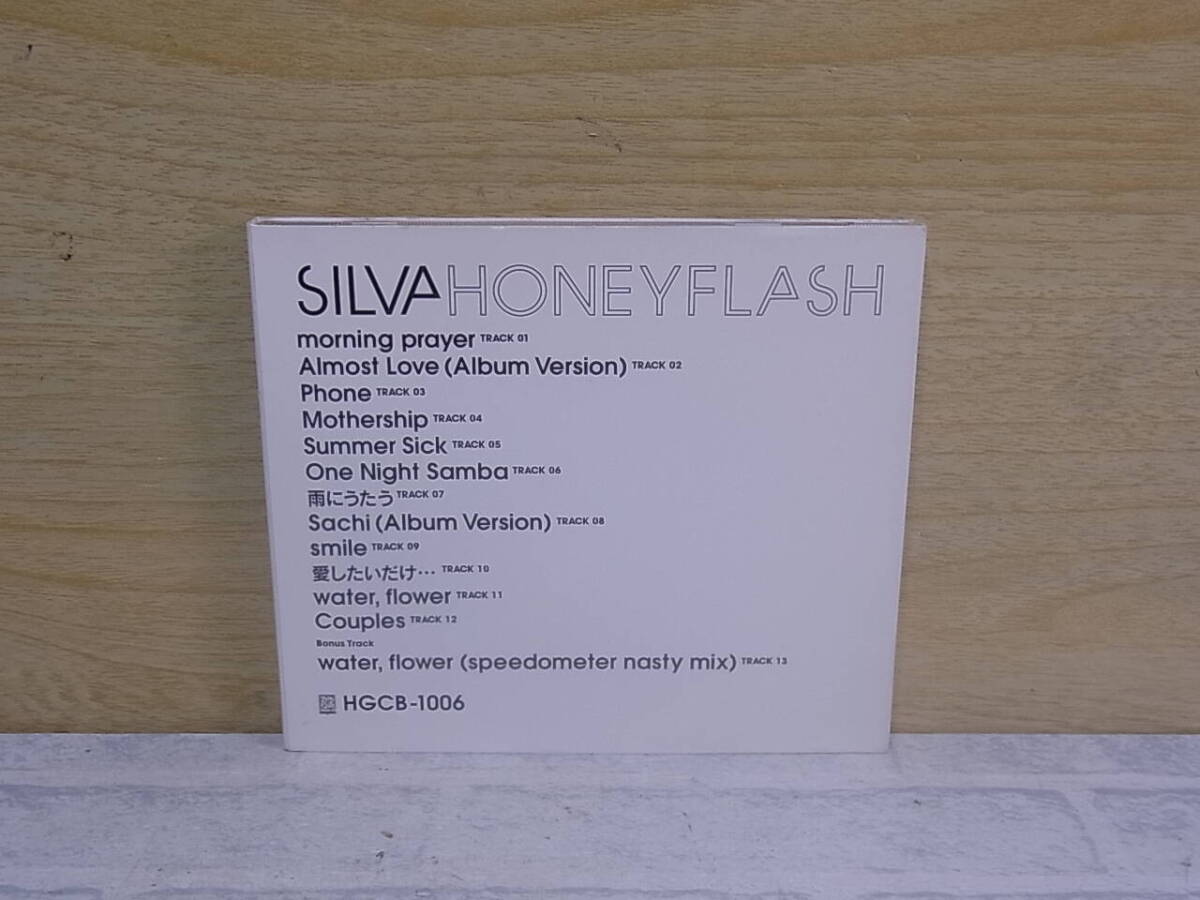 SILVA HONEYFLASH
morning prayer TRACK 01
Almost Love (Album Version) TRACK 02
Phone TRACK 03
Mothership TRACK 04
Summer Sick TRACK 05
One Night Samba TRACK 06
雨にうたう TRACK 07
Sachi (Album Version) TRACK 08
smile TRACK 09
愛したいだけ… TRACK 10
water, flower TRACK 11
Couples TRACK 12
Bonus Track
water, flower (speedometer nasty mix) TRACK 13
HGCB-1006